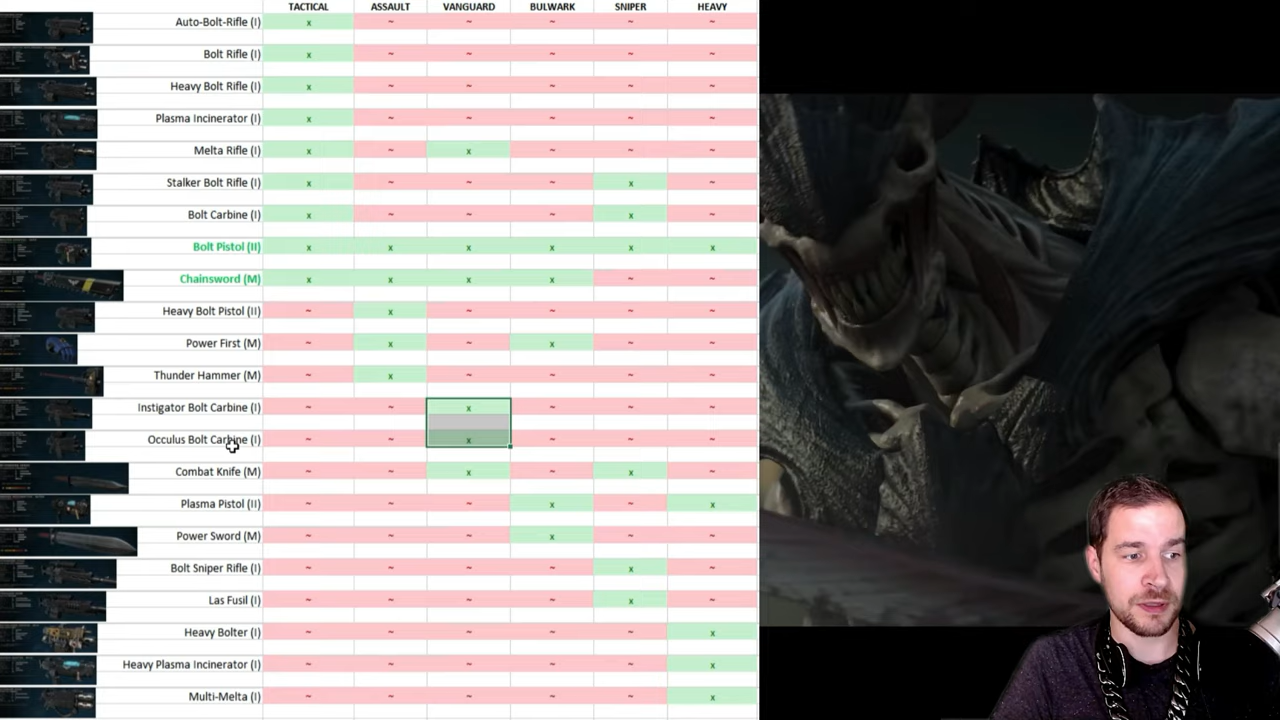 TACTICAL ASSAULT VANGUARD BULWARK SNIPER HEAVY
Auto-Bolt-Rifle (I) x ~ ~ ~ ~ ~
Bolt Rifle (I) x ~ ~ ~ ~ ~
Heavy Bolt Rifle (I) x ~ ~ ~ ~ ~
Plasma Incinerator (I) x ~ ~ ~ ~ ~
Melta Rifle (I) x ~ x ~ ~ ~
Stalker Bolt Rifle (I) x ~ ~ ~ x ~
Bolt Carbine (I) x ~ ~ ~ x ~
Bolt Pistol (II) x x x x x x
Chainsword (M) x x x x ~ ~
Heavy Bolt Pistol (II) ~ x ~ ~ ~ ~
Power First (M) ~ x ~ x ~ ~
Thunder Hammer (M) ~ x ~ ~ ~ ~
Instigator Bolt Carbine (I) ~ ~ x ~ ~ ~
Occulus Bolt Carbine (I) ~ ~ x ~ ~ ~
Combat Knife (M) ~ ~ x ~ x ~
Plasma Pistol (II) ~ ~ ~ x ~ x
Power Sword (M) ~ ~ ~ x ~ ~
Bolt Sniper Rifle (I) ~ ~ ~ ~ x ~
Las Fusil (I) ~ ~ ~ ~ x ~
Heavy Bolter (I) ~ ~ ~ ~ ~ x
Heavy Plasma Incinerator (I) ~ ~ ~ ~ ~ x
Multi-Melta (I) ~ ~ ~ ~ ~ x